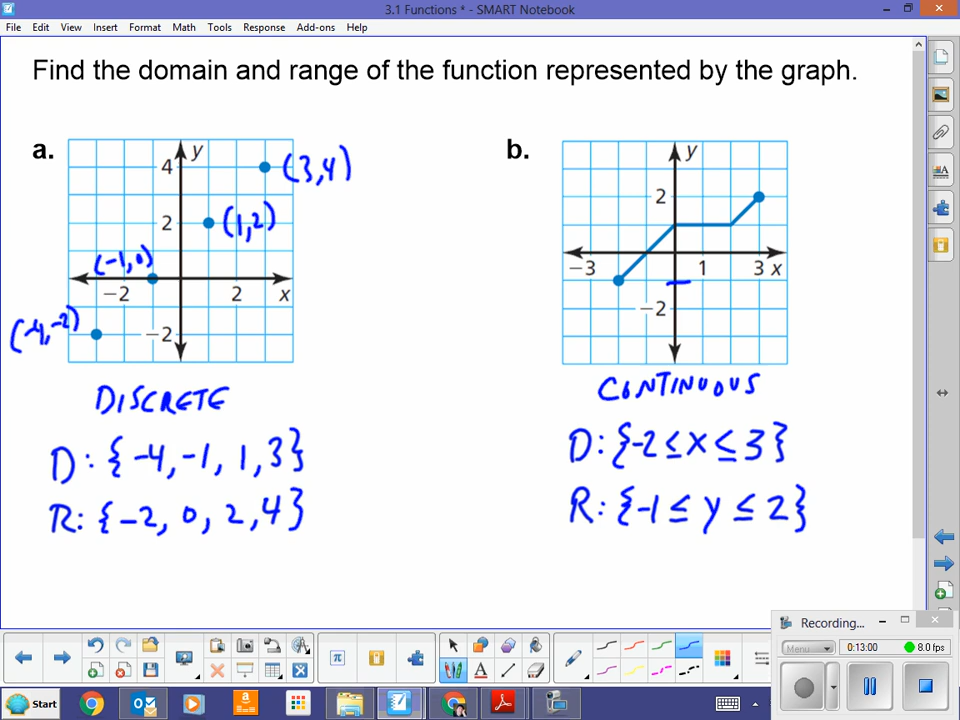 3.1 Functions * - SMART Notebook
File Edit View Insert Format Math Tools Response Add-ons Help
Find the domain and range of the function represented by the graph.
a.
y
4
(3,4)
2
(1,2)
(-1,0)
−2
2
x
(-4,-2)
−2
DISCRETE
D: {-4, -1, 1, 3}
R: {-2, 0, 2, 4}
b.
y
2
−3
1
3 x
−2
CONTINUOUS
D: {-2 ≤ x ≤ 3}
R: {-1 ≤ y ≤ 2}
Recording...
Menu
0:13:00
8.0 fps
Start